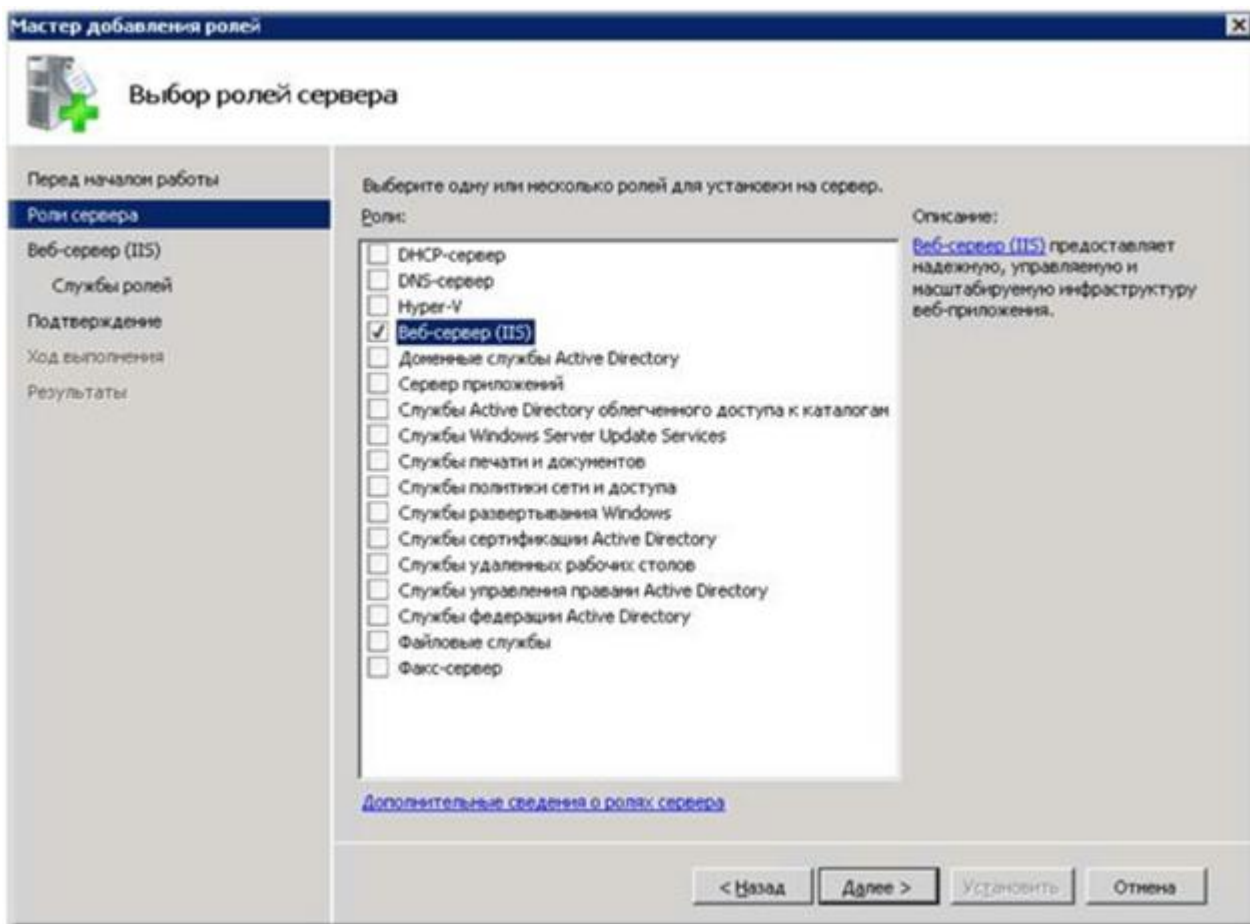 Мастер добавления ролей
Выбор ролей сервера
Перед началом работы
Роли сервера
Веб-сервер (IIS)
Службы ролей
Подтверждение
Ход выполнения
Результаты
Выберите одну или несколько ролей для установки на сервер.
Роли:
DHCP-сервер
DNS-сервер
Hyper-V
Веб-сервер (IIS)
Доменные службы Active Directory
Сервер приложений
Службы Active Directory облегченного доступа к каталогам
Службы Windows Server Update Services
Службы печати и документов
Службы политики сети и доступа
Службы развертывания Windows
Службы сертификации Active Directory
Службы удаленных рабочих столов
Службы управления правами Active Directory
Службы федерации Active Directory
Файловые службы
Факс-сервер
Дополнительные сведения о ролях сервера
Описание:
Веб-сервер (IIS) предоставляет
надежную, управляемую и
масштабируемую инфраструктуру
веб-приложения.
< Назад
Далее >
Установить
Отмена